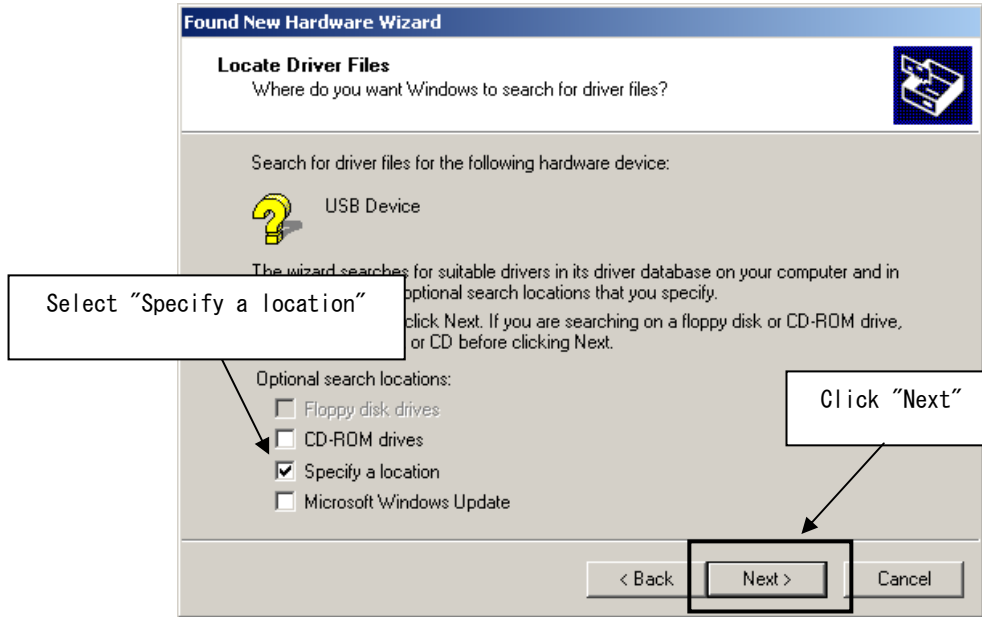 Found New Hardware Wizard
Locate Driver Files
Where do you want Windows to search for driver files?
Search for driver files for the following hardware device:
USB Device
The wizard searches for suitable drivers in its driver database on your computer and in
optional search locations that you specify.
Select "Specify a location"
click Next. If you are searching on a floppy disk or CD-ROM drive,
or CD before clicking Next.
Optional search locations:
Floppy disk drives
Click "Next"
CD-ROM drives
Specify a location
Microsoft Windows Update
< Back
Next >
Cancel